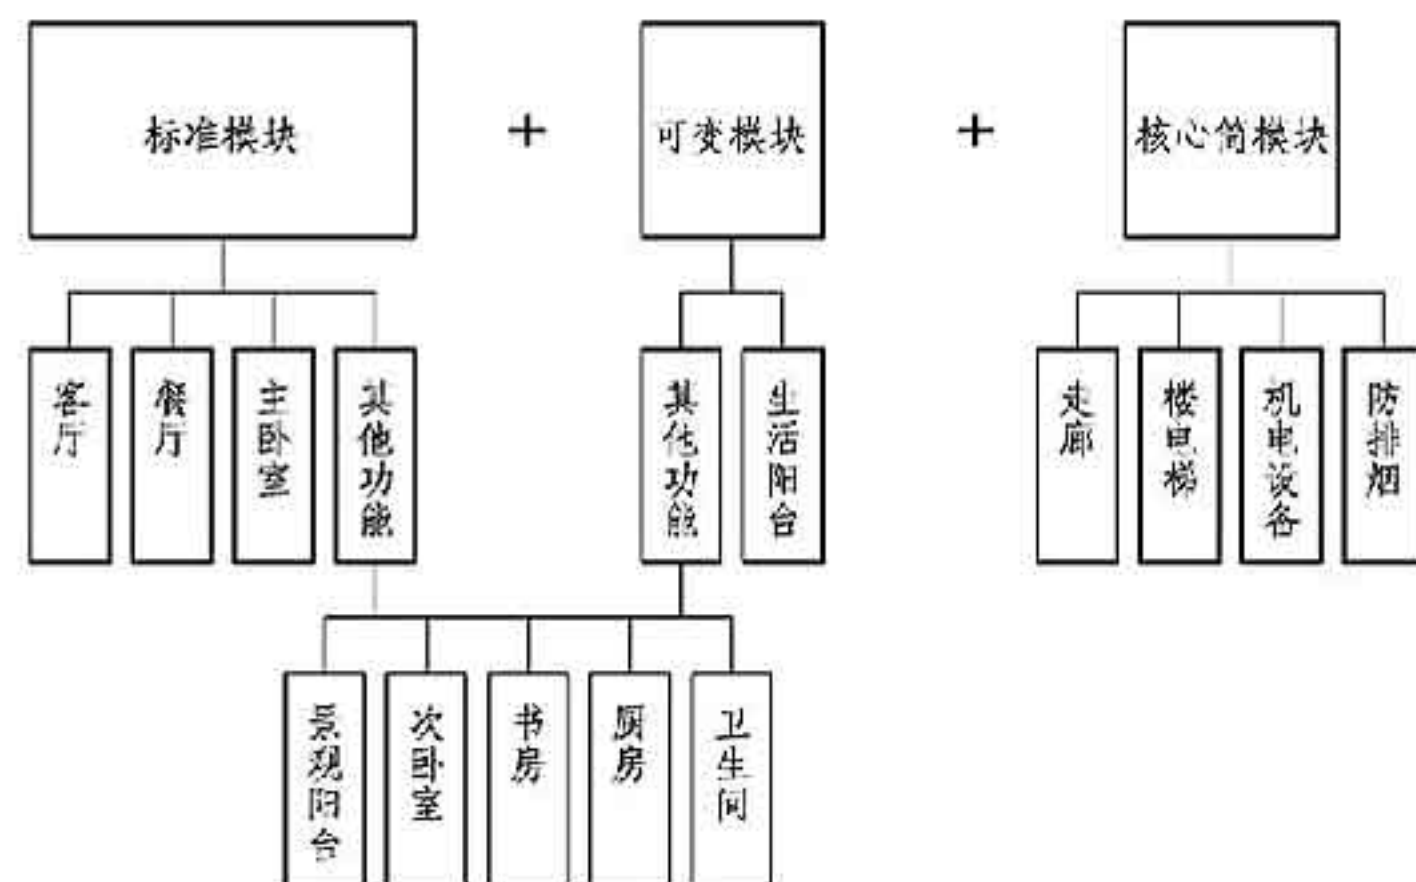 标准模块
+
可变模块
+
核心筒模块
客厅
餐厅
主卧室
其他功能
其他功能
生活阳台
走廊
楼电梯
机电设备
防排烟
景观阳台
次卧室
书房
厨房
卫生间